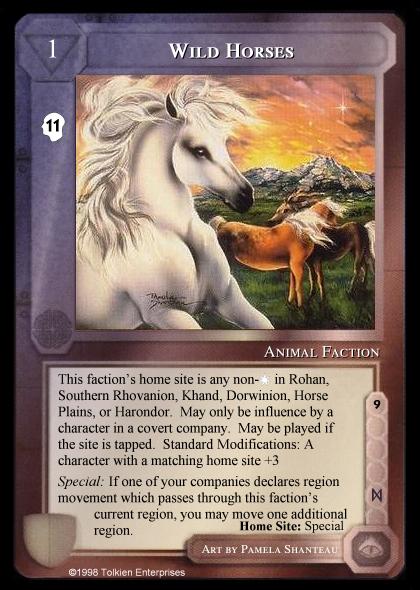 1
WILD HORSES
11
ANIMAL FACTION
This faction's home site is any non- in Rohan,
Southern Rhovanion, Khand, Dorwinion, Horse
Plains, or Harondor. May only be influence by a
character in a covert company. May be played if
the site is tapped. Standard Modifications: A
character with a matching home site +3
9
Special: If one of your companies declares region
movement which passes through this faction's
current region, you may move one additional
region.
Home Site: Special
ART BY PAMELA SHANTEAU
©1998 Tolkien Enterprises